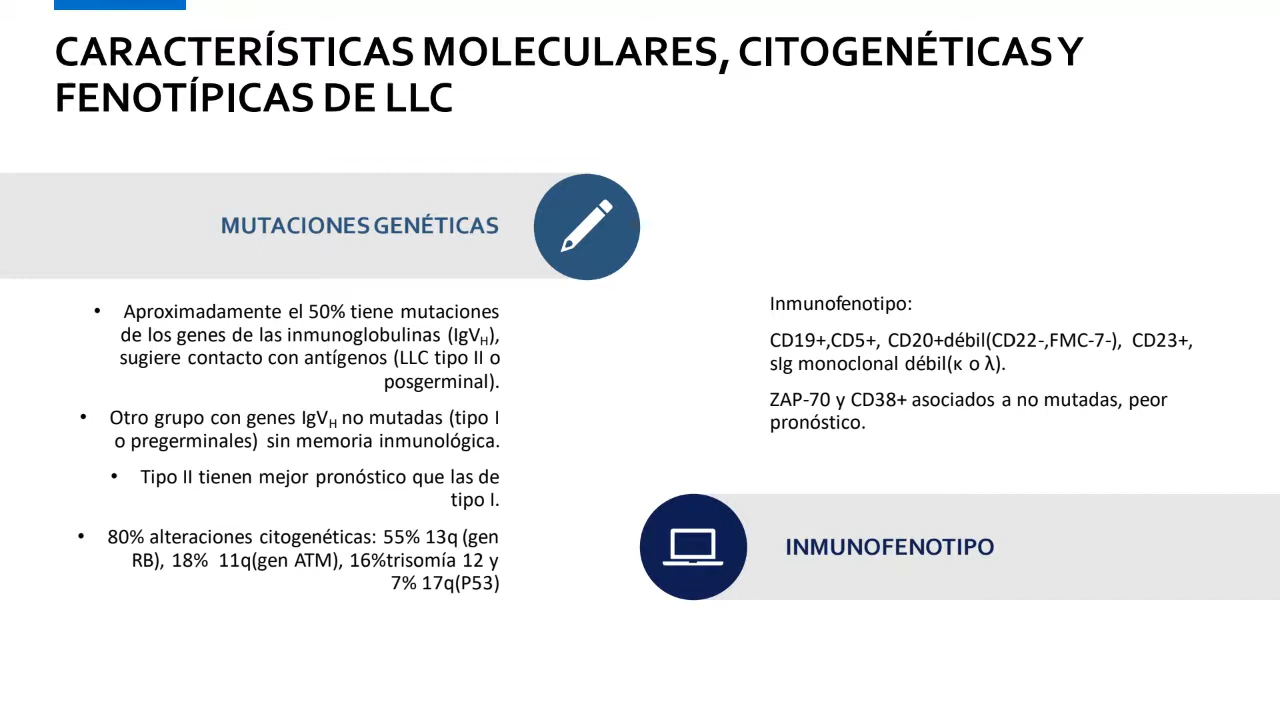 CARACTERÍSTICAS MOLECULARES, CITOGENÉTICAS Y
FENOTÍPICAS DE LLC
MUTACIONES GENÉTICAS
• Aproximadamente el 50% tiene mutaciones
de los genes de las inmunoglobulinas (IgVH),
sugiere contacto con antígenos (LLC tipo II o
posgerminal).
• Otro grupo con genes IgVH no mutadas (tipo I
o pregerminales) sin memoria inmunológica.
• Tipo II tienen mejor pronóstico que las de
tipo I.
• 80% alteraciones citogenéticas: 55% 13q (gen
RB), 18% 11q(gen ATM), 16%trisomía 12 y
7% 17q(P53)
Inmunofenotipo:
CD19+,CD5+, CD20+débil(CD22-,FMC-7-), CD23+,
sIg monoclonal débil(κ o λ).
ZAP-70 y CD38+ asociados a no mutadas, peor
pronóstico.
INMUNOFENOTIPO